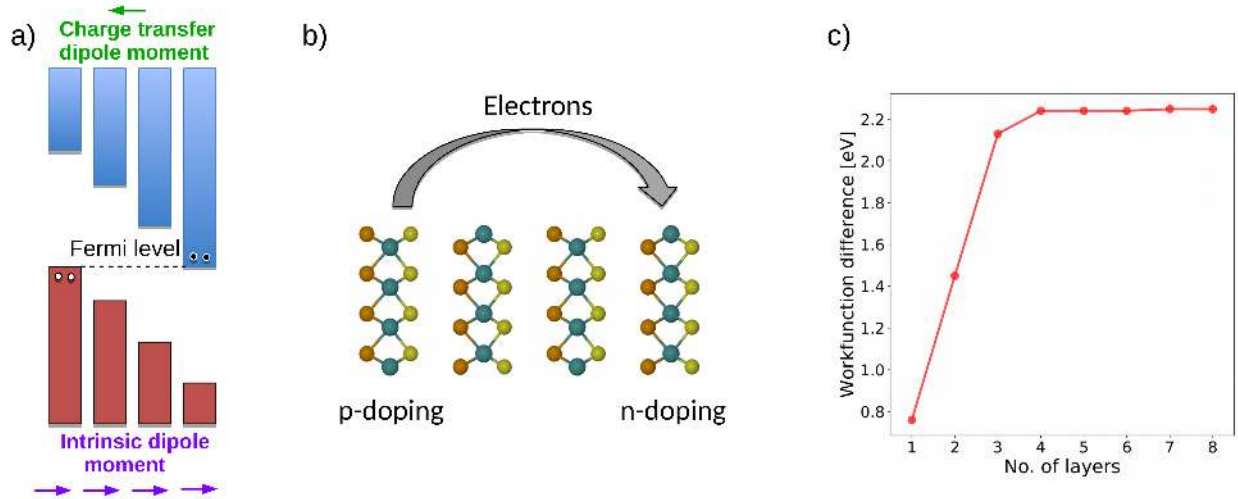 a)
Charge transfer
dipole moment
Fermi level
Intrinsic dipole
moment
b)
Electrons
p-doping
n-doping
c)
Workfunction difference [eV]
2.2
2.0
1.8
1.6
1.4
1.2
1.0
0.8
1 2 3 4 5 6 7 8
No. of layers